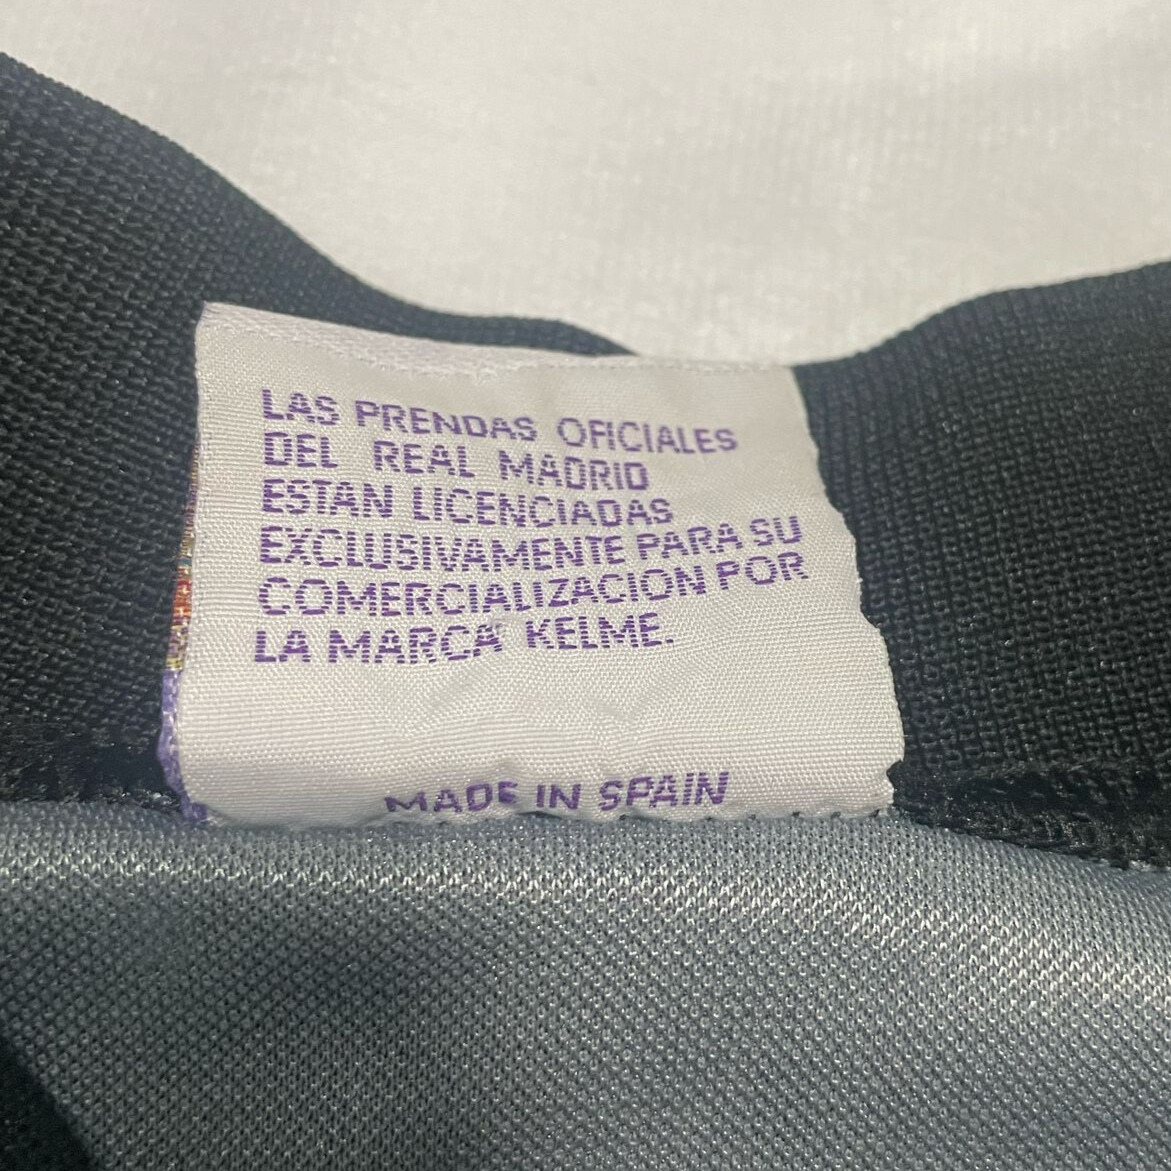 LAS PRENDAS OFICIALES
DEL REAL MADRID
ESTAN LICENCIADAS
EXCLUSIVAMENTE PARA SU
COMERCIALIZACION POR
LA MARCA KELME.
MADE IN SPAIN